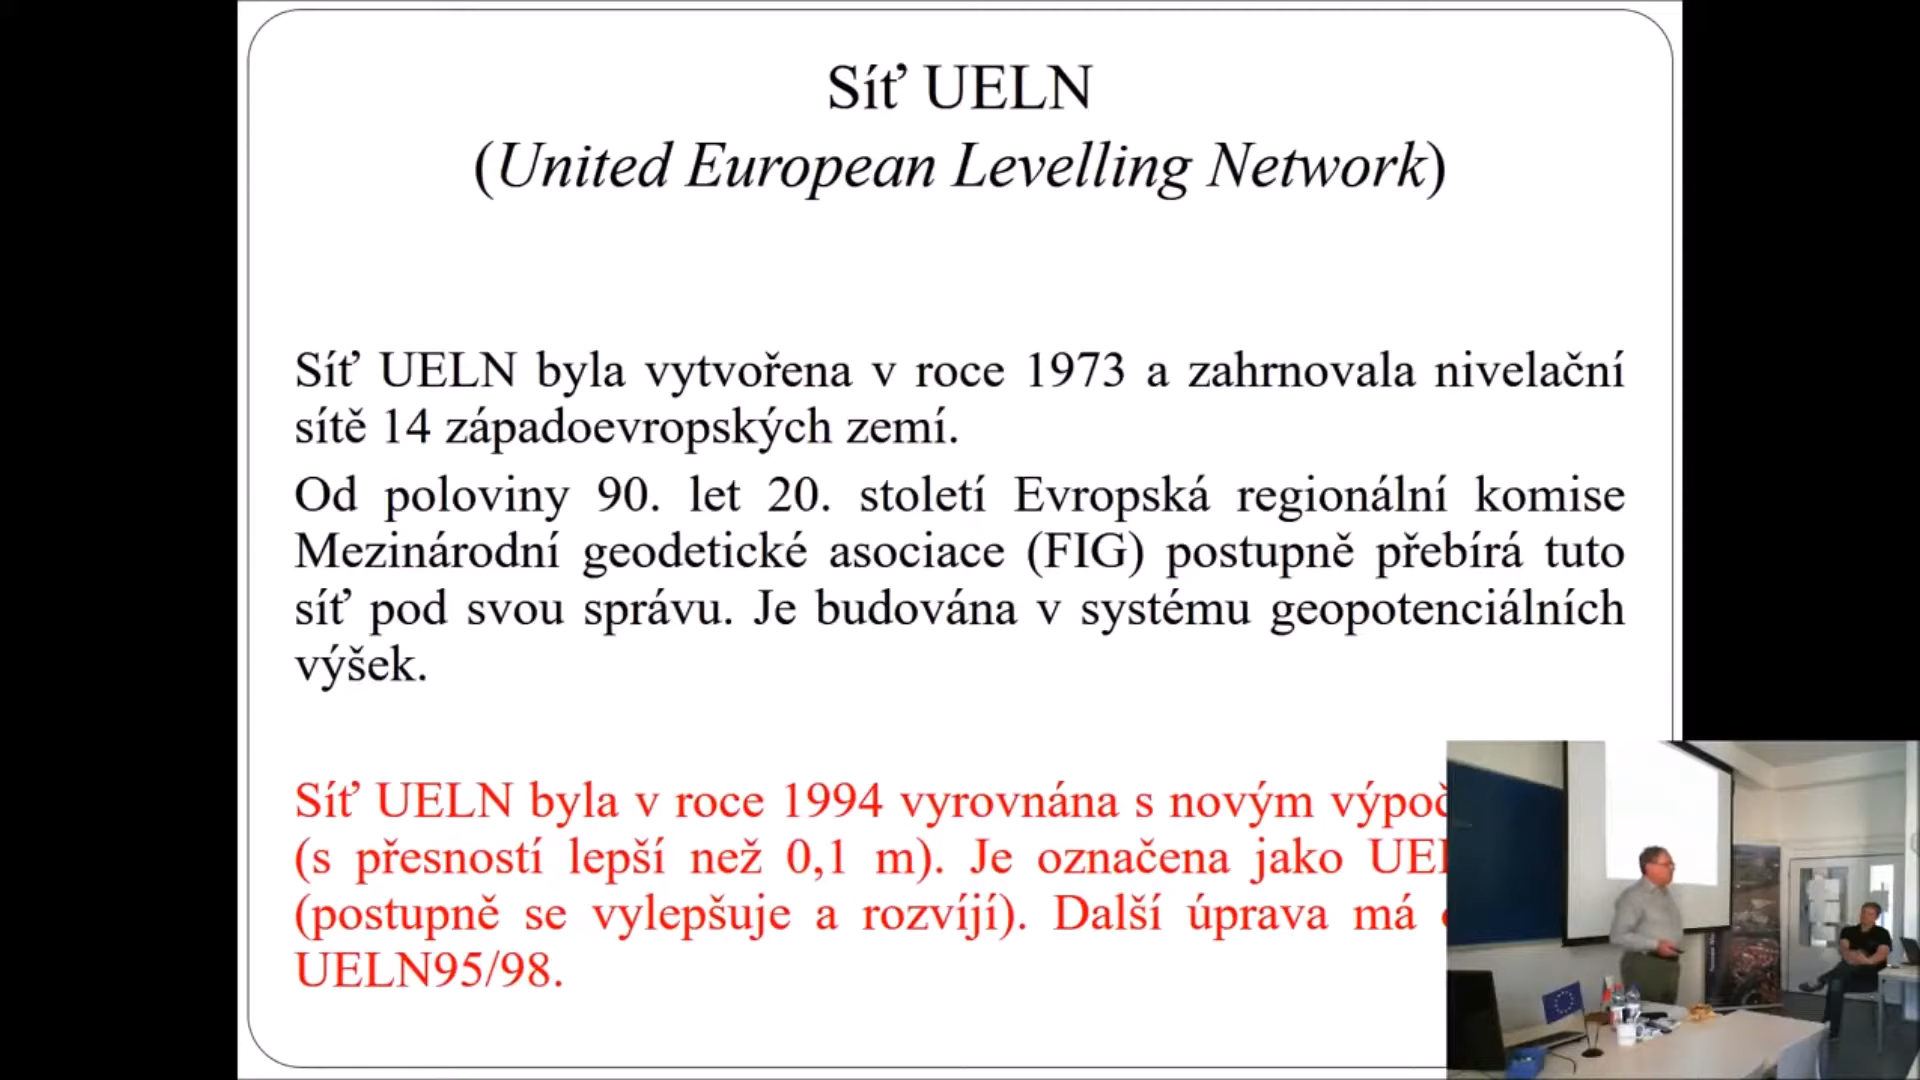 Síť UELN
(United European Levelling Network)
Síť UELN byla vytvořena v roce 1973 a zahrnovala nivelační
sítě 14 západoevropských zemí.
Od poloviny 90. let 20. století Evropská regionální komise
Mezinárodní geodetické asociace (FIG) postupně přebírá tuto
síť pod svou správu. Je budována v systému geopotenciálních
výšek.
Síť UELN byla v roce 1994 vyrovnána s novým
(s přesností lepší než 0,1 m). Je označena jako
(postupně se vylepšuje a rozvíjí). Další úprava má
UELN95/98.